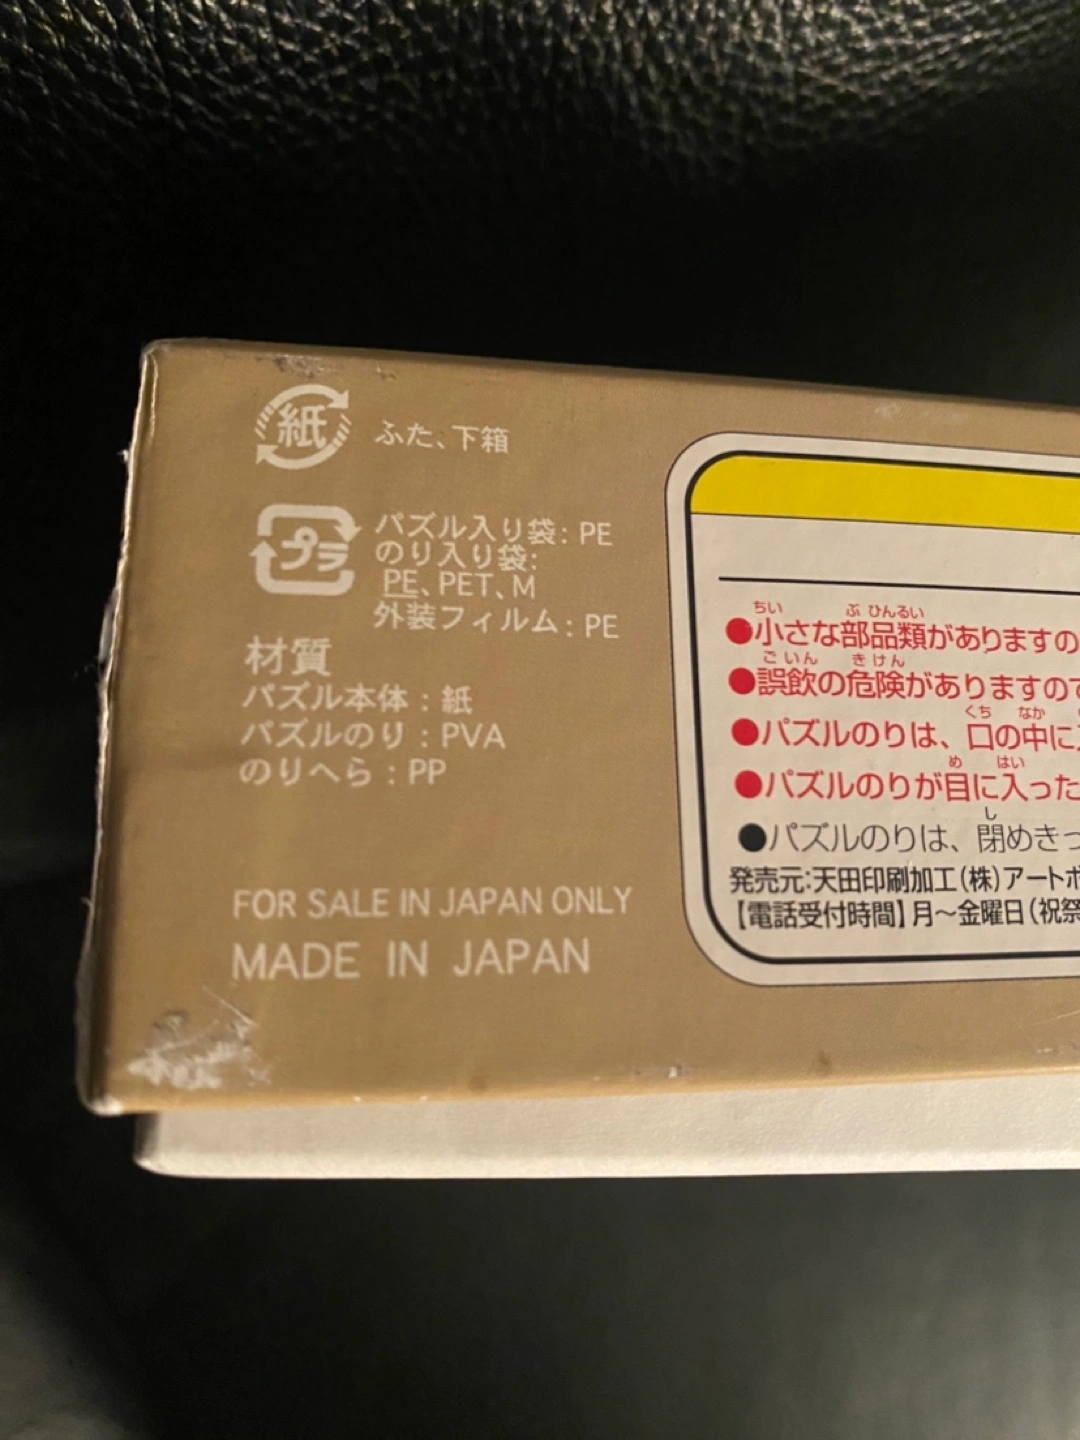 紙
ふた、下箱
プラ
パズル入り袋: PE
のり入り袋:
PE、PET、M
外装フィルム: PE
材質
パズル本体：紙
パズルのり：PVA
のりへら：PP
FOR SALE IN JAPAN ONLY
MADE IN JAPAN
ちい ぶ ひんるい
●小さな部品類がありますの
ごいん きけん
●誤飲の危険がありますので
くち なか
●パズルのりは、口の中に
め はい
●パズルのりが目に入った
し
●パズルのりは、閉めきっ
発売元:天田印刷加工(株)アートボ
【電話受付時間】月〜金曜日(祝祭